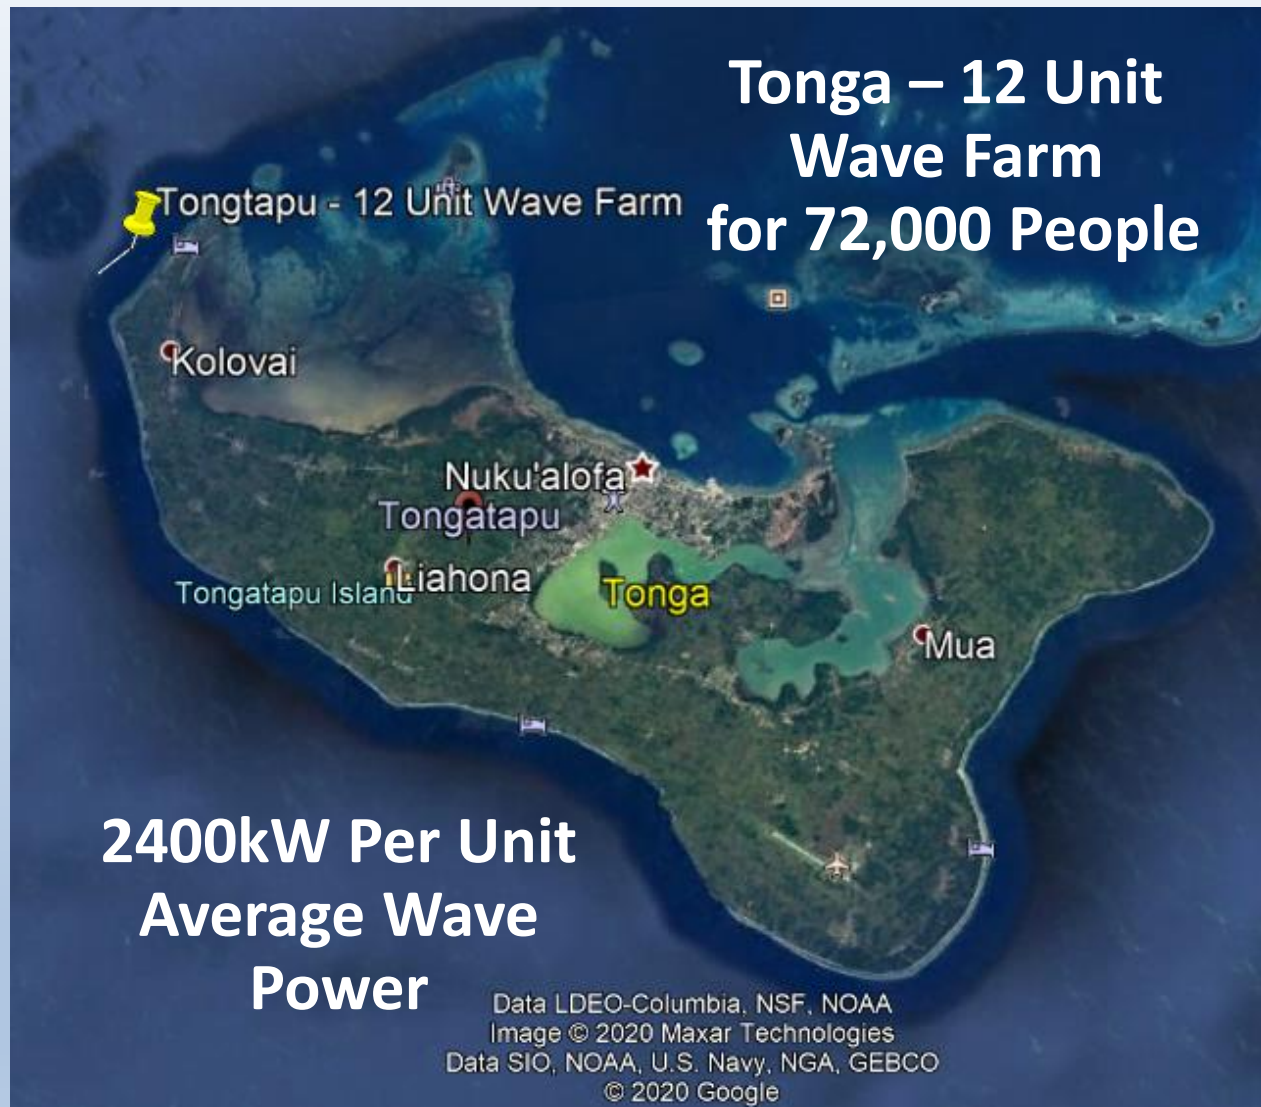 Tonga – 12 Unit
Wave Farm
for 72,000 People
Tongtapu - 12 Unit Wave Farm
Kolovai
Nuku'alofa
Tongatapu
Liahona
Tongatapu Island
Tonga
Mua
2400kW Per Unit
Average Wave
Power
Data LDEO-Columbia, NSF, NOAA
Image © 2020 Maxar Technologies
Data SIO, NOAA, U.S. Navy, NGA, GEBCO
© 2020 Google